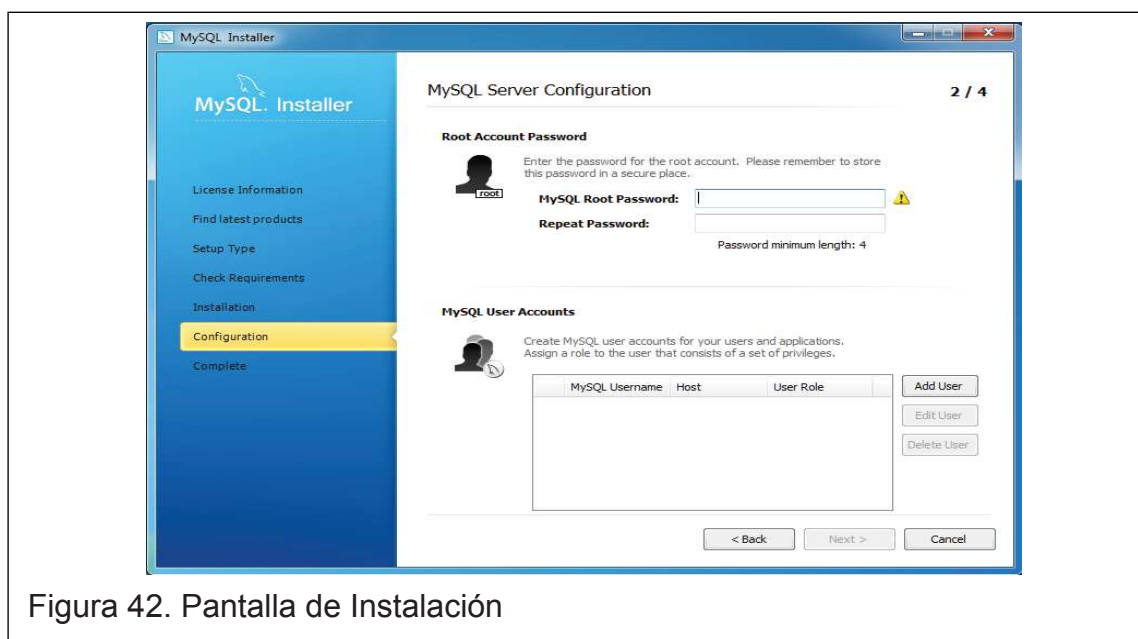 MySQL Installer
MySQL. Installer
License Information
Find latest products
Setup Type
Check Requirements
Installation
Configuration
Complete
MySQL Server Configuration
2 / 4
Root Account Password
Enter the password for the root account. Please remember to store
this password in a secure place.
root
MySQL Root Password:
Repeat Password:
Password minimum length: 4
MySQL User Accounts
Create MySQL user accounts for your users and applications.
Assign a role to the user that consists of a set of privileges.
MySQL Username Host User Role
Add User
Edit User
Delete User
< Back Next > Cancel
Figura 42. Pantalla de Instalación